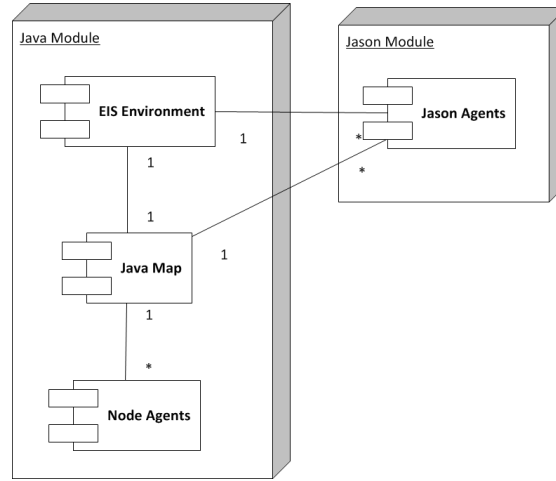 Java Module
Jason Module
EIS Environment
Jason Agents
1
*
1
*
1
1
Java Map
1
*
Node Agents